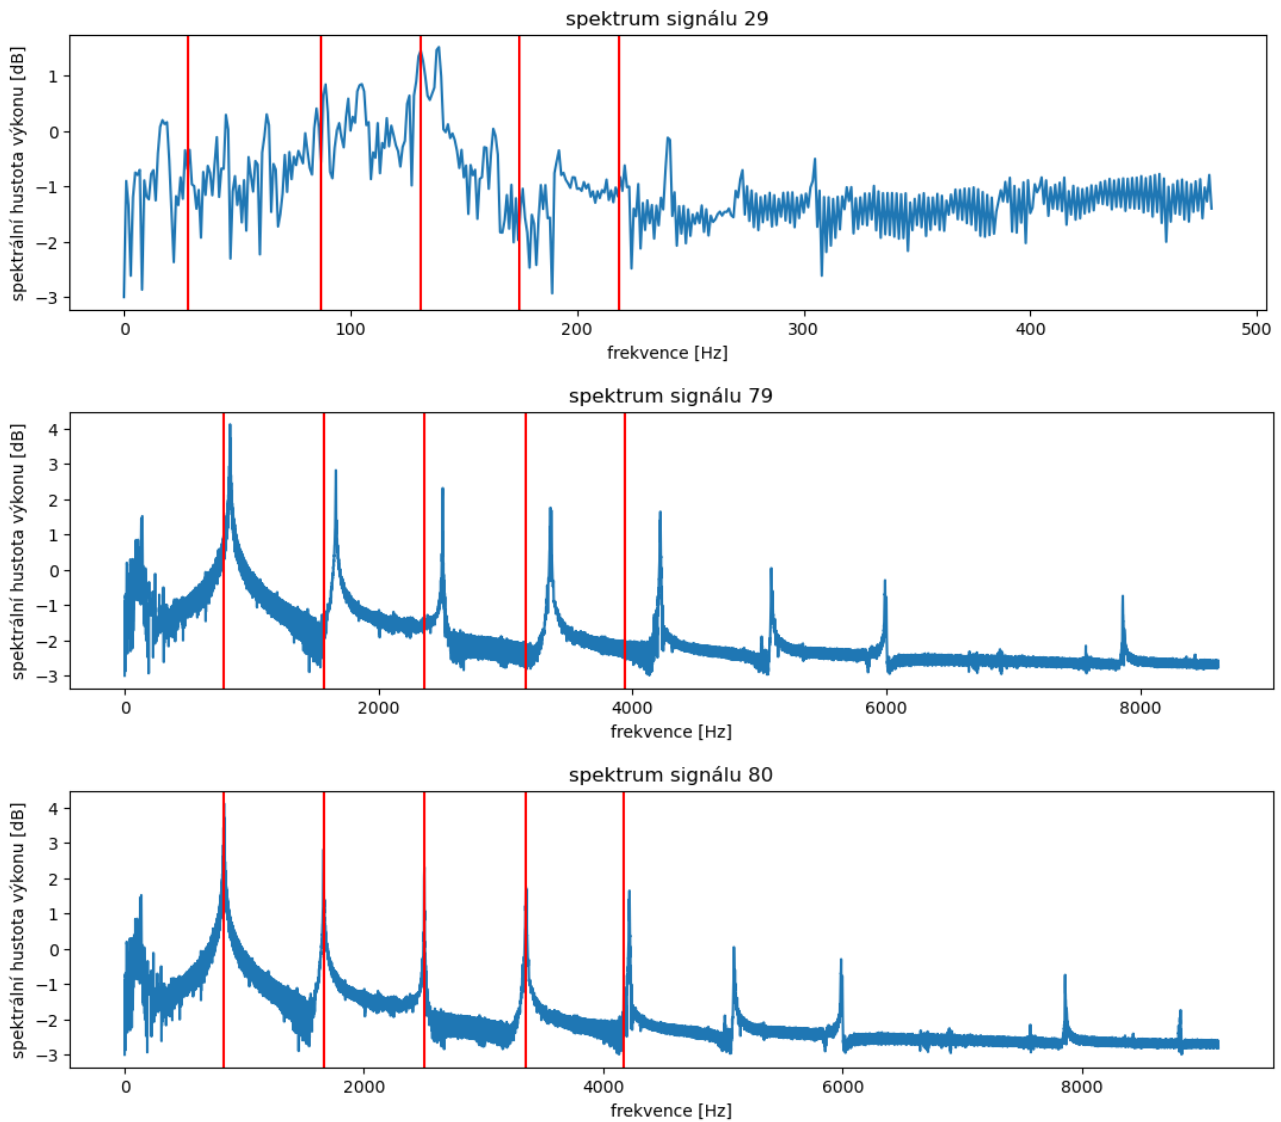 spektrum signálu 29
spektrální hustota výkonu [dB]
1
0
−1
−2
−3
0 100 200 300 400 500
frekvence [Hz]
spektrum signálu 79
spektrální hustota výkonu [dB]
4
3
2
1
0
−1
−2
−3
0 2000 4000 6000 8000
frekvence [Hz]
spektrum signálu 80
spektrální hustota výkonu [dB]
4
3
2
1
0
−1
−2
−3
0 2000 4000 6000 8000
frekvence [Hz]